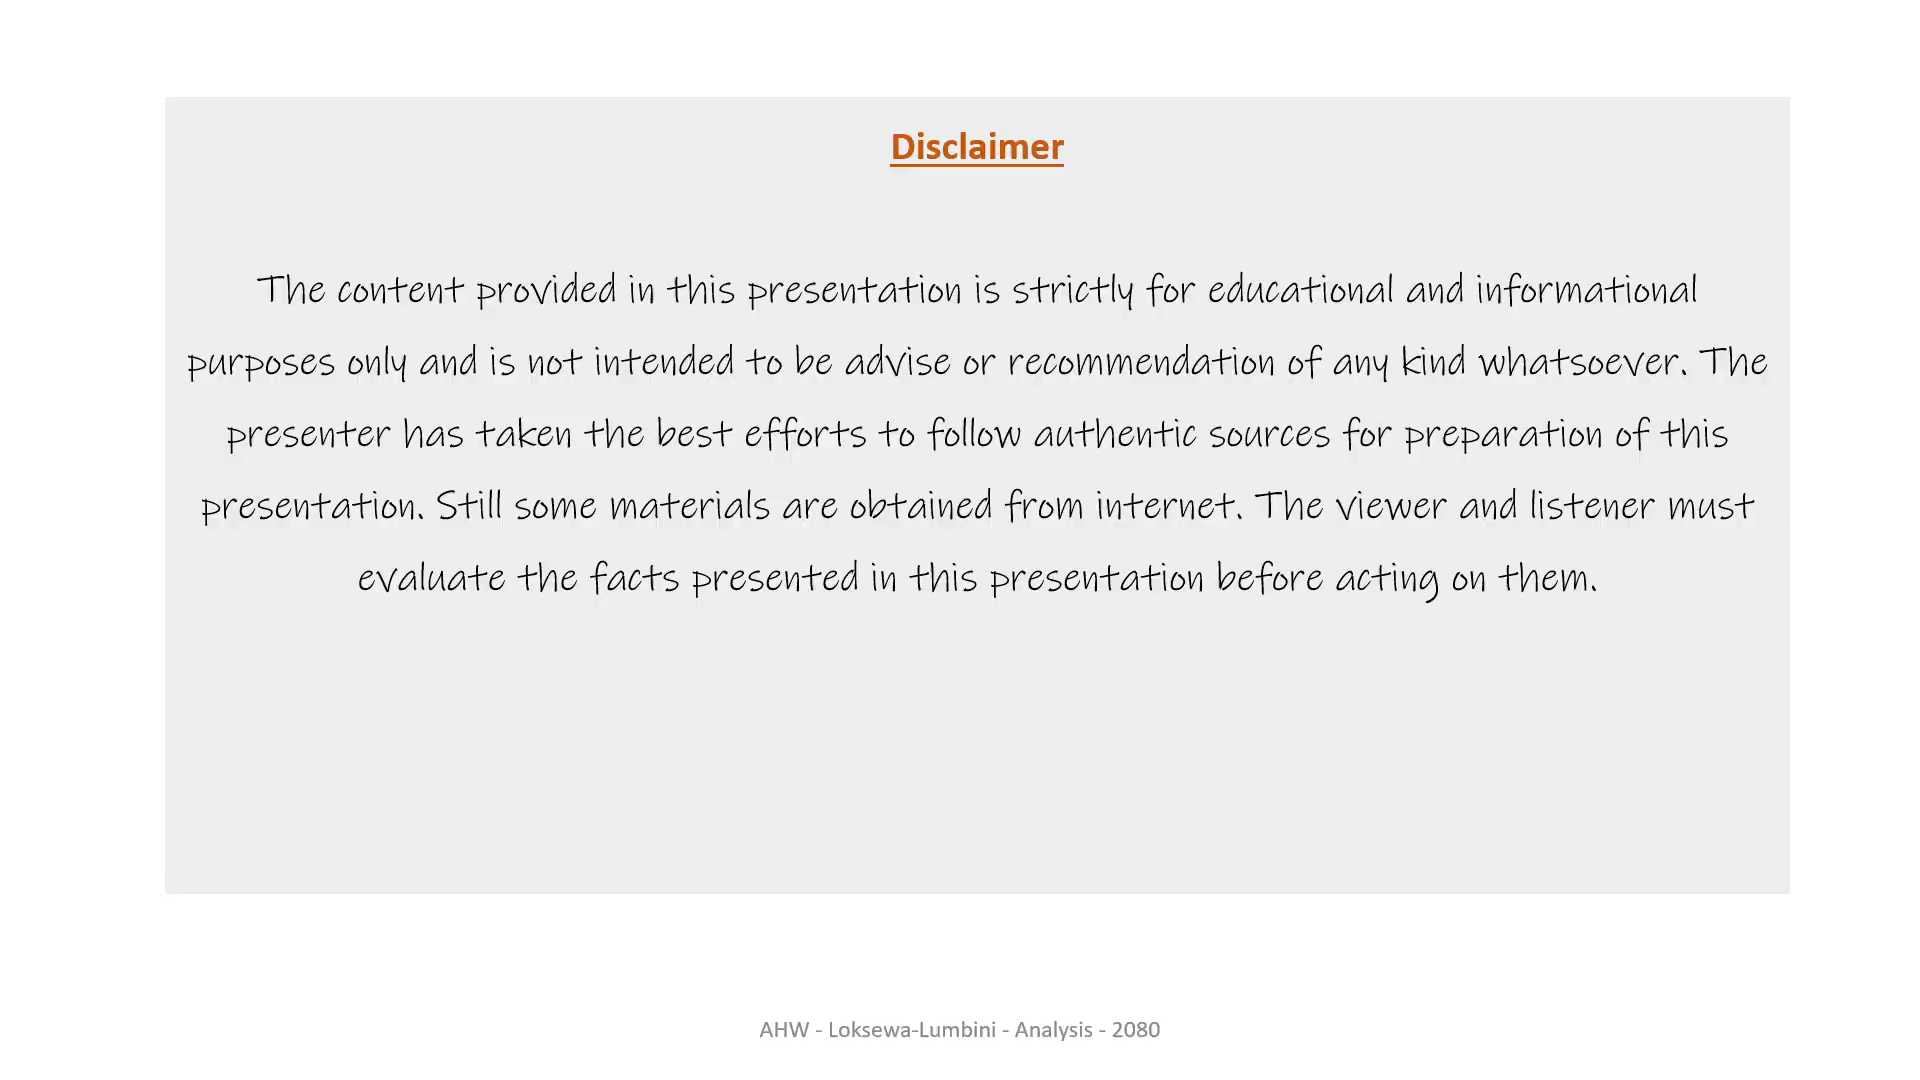 Disclaimer
The content provided in this presentation is strictly for educational and informational
purposes only and is not intended to be advise or recommendation of any kind whatsoever. The
presenter has taken the best efforts to follow authentic sources for preparation of this
presentation. Still some materials are obtained from internet. The viewer and listener must
evaluate the facts presented in this presentation before acting on them.
AHW - Loksewa-Lumbini - Analysis - 2080